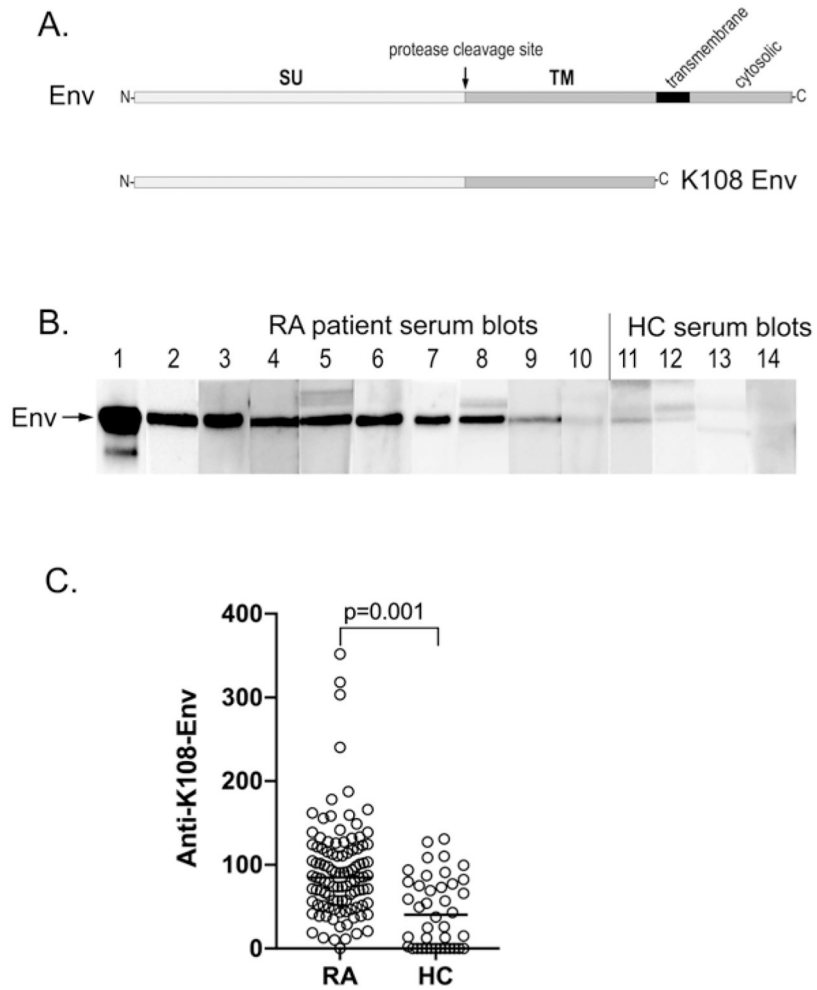 A.
protease cleavage site
transmembrane
cytosolic
SU
TM
Env
N-
-C
N-
-C
K108 Env
B.
RA patient serum blots
HC serum blots
1 2 3 4 5 6 7 8 9 10 11 12 13 14
Env
C.
p=0.001
400
300
200
100
0
Anti-K108-Env
RA
HC